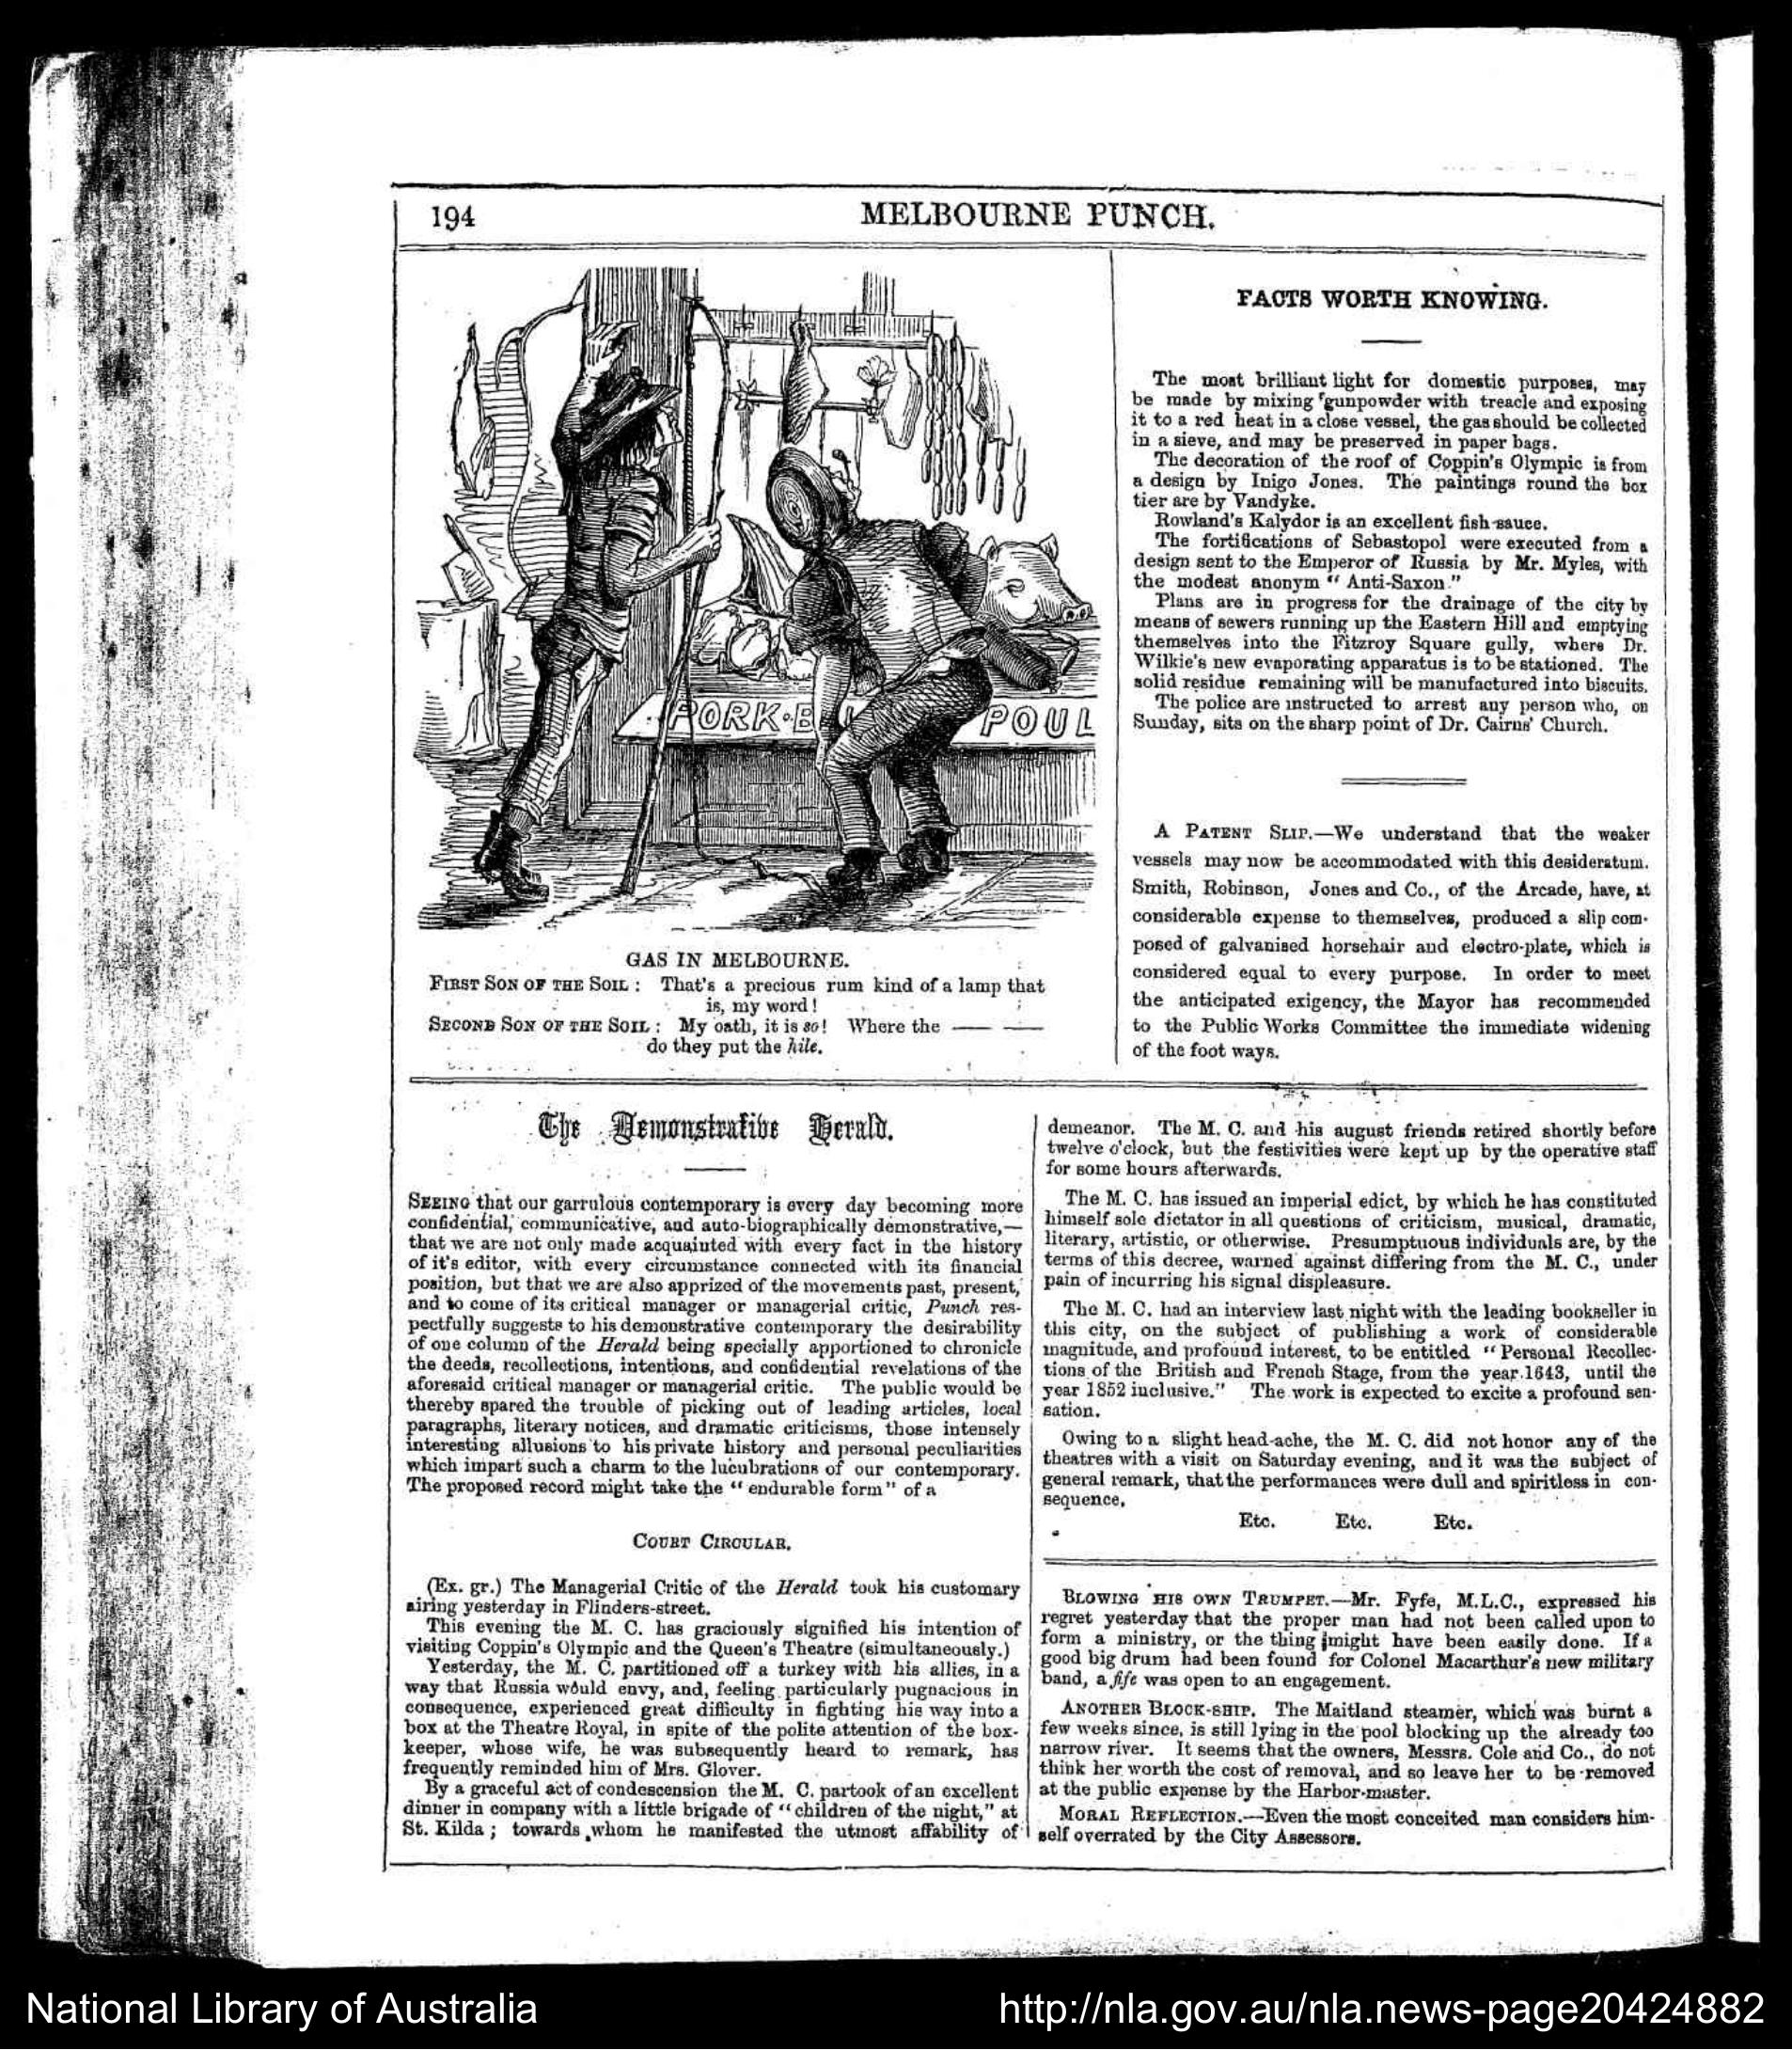 194
MELBOURNE PUNCH.
PORK·B
POUL
GAS IN MELBOURNE.
FIRST SON OF THE SOIL: That's a precious rum kind of a lamp that
is, my word!
SECOND SON OF THE SOIL: My oath, it is so! Where the —— ——
do they put the hile.
FACTS WORTH KNOWING.
The most brilliant light for domestic purposes, may
be made by mixing gunpowder with treacle and exposing
it to a red heat in a close vessel, the gas should be collected
in a sieve, and may be preserved in paper bags.
The decoration of the roof of Coppin's Olympic is from
a design by Inigo Jones. The paintings round the box
tier are by Vandyke.
Rowland's Kalydor is an excellent fish-sauce.
The fortifications of Sebastopol were executed from a
design sent to the Emperor of Russia by Mr. Myles, with
the modest anonym "Anti-Saxon."
Plans are in progress for the drainage of the city by
means of sewers running up the Eastern Hill and emptying
themselves into the Fitzroy Square gully, where Dr.
Wilkie's new evaporating apparatus is to be stationed. The
solid residue remaining will be manufactured into biscuits.
The police are instructed to arrest any person who, on
Sunday, sits on the sharp point of Dr. Cairns' Church.
A PATENT SLIP.—We understand that the weaker
vessels may now be accommodated with this desideratum.
Smith, Robinson, Jones and Co., of the Arcade, have, at
considerable expense to themselves, produced a slip com-
posed of galvanised horsehair and electro-plate, which is
considered equal to every purpose. In order to meet
the anticipated exigency, the Mayor has recommended
to the Public Works Committee the immediate widening
of the foot ways.
The Demonstrative Herald.
SEEING that our garrulous contemporary is every day becoming more
confidential, communicative, and auto-biographically demonstrative,—
that we are not only made acquainted with every fact in the history
of it's editor, with every circumstance connected with its financial
position, but that we are also apprized of the movements past, present,
and to come of its critical manager or managerial critic, Punch res-
pectfully suggests to his demonstrative contemporary the desirability
of one column of the Herald being specially apportioned to chronicle
the deeds, recollections, intentions, and confidential revelations of the
aforesaid critical manager or managerial critic. The public would be
thereby spared the trouble of picking out of leading articles, local
paragraphs, literary notices, and dramatic criticisms, those intensely
interesting allusions to his private history and personal peculiarities
which impart such a charm to the lucubrations of our contemporary.
The proposed record might take the "endurable form" of a
COURT CIRCULAR.
(Ex. gr.) The Managerial Critic of the Herald took his customary
airing yesterday in Flinders-street.
This evening the M. C. has graciously signified his intention of
visiting Coppin's Olympic and the Queen's Theatre (simultaneously.)
Yesterday, the M. C. partitioned off a turkey with his allies, in a
way that Russia would envy, and, feeling particularly pugnacious in
consequence, experienced great difficulty in fighting his way into a
box at the Theatre Royal, in spite of the polite attention of the box-
keeper, whose wife, he was subsequently heard to remark, has
frequently reminded him of Mrs. Glover.
By a graceful act of condescension the M. C. partook of an excellent
dinner in company with a little brigade of "children of the night," at
St. Kilda; towards whom he manifested the utmost affability of
demeanor. The M. C. and his august friends retired shortly before
twelve o'clock, but the festivities were kept up by the operative staff
for some hours afterwards.
The M. C. has issued an imperial edict, by which he has constituted
himself sole dictator in all questions of criticism, musical, dramatic,
literary, artistic, or otherwise. Presumptuous individuals are, by the
terms of this decree, warned against differing from the M. C., under
pain of incurring his signal displeasure.
The M. C. had an interview last night with the leading bookseller in
this city, on the subject of publishing a work of considerable
magnitude, and profound interest, to be entitled "Personal Recollec-
tions of the British and French Stage, from the year 1643, until the
year 1852 inclusive." The work is expected to excite a profound sen-
sation.
Owing to a slight head-ache, the M. C. did not honor any of the
theatres with a visit on Saturday evening, and it was the subject of
general remark, that the performances were dull and spiritless in con-
sequence.
Etc. Etc. Etc.
BLOWING HIS OWN TRUMPET.—Mr. Fyfe, M.L.C., expressed his
regret yesterday that the proper man had not been called upon to
form a ministry, or the thing might have been easily done. If a
good big drum had been found for Colonel Macarthur's new military
band, a fife was open to an engagement.
ANOTHER BLOCK-SHIP. The Maitland steamer, which was burnt a
few weeks since, is still lying in the pool blocking up the already too
narrow river. It seems that the owners, Messrs. Cole and Co., do not
think her worth the cost of removal, and so leave her to be removed
at the public expense by the Harbor-master.
MORAL REFLECTION.—Even the most conceited man considers him-
self overrated by the City Assessors.
National Library of Australia
http://nla.gov.au/nla.news-page20424882